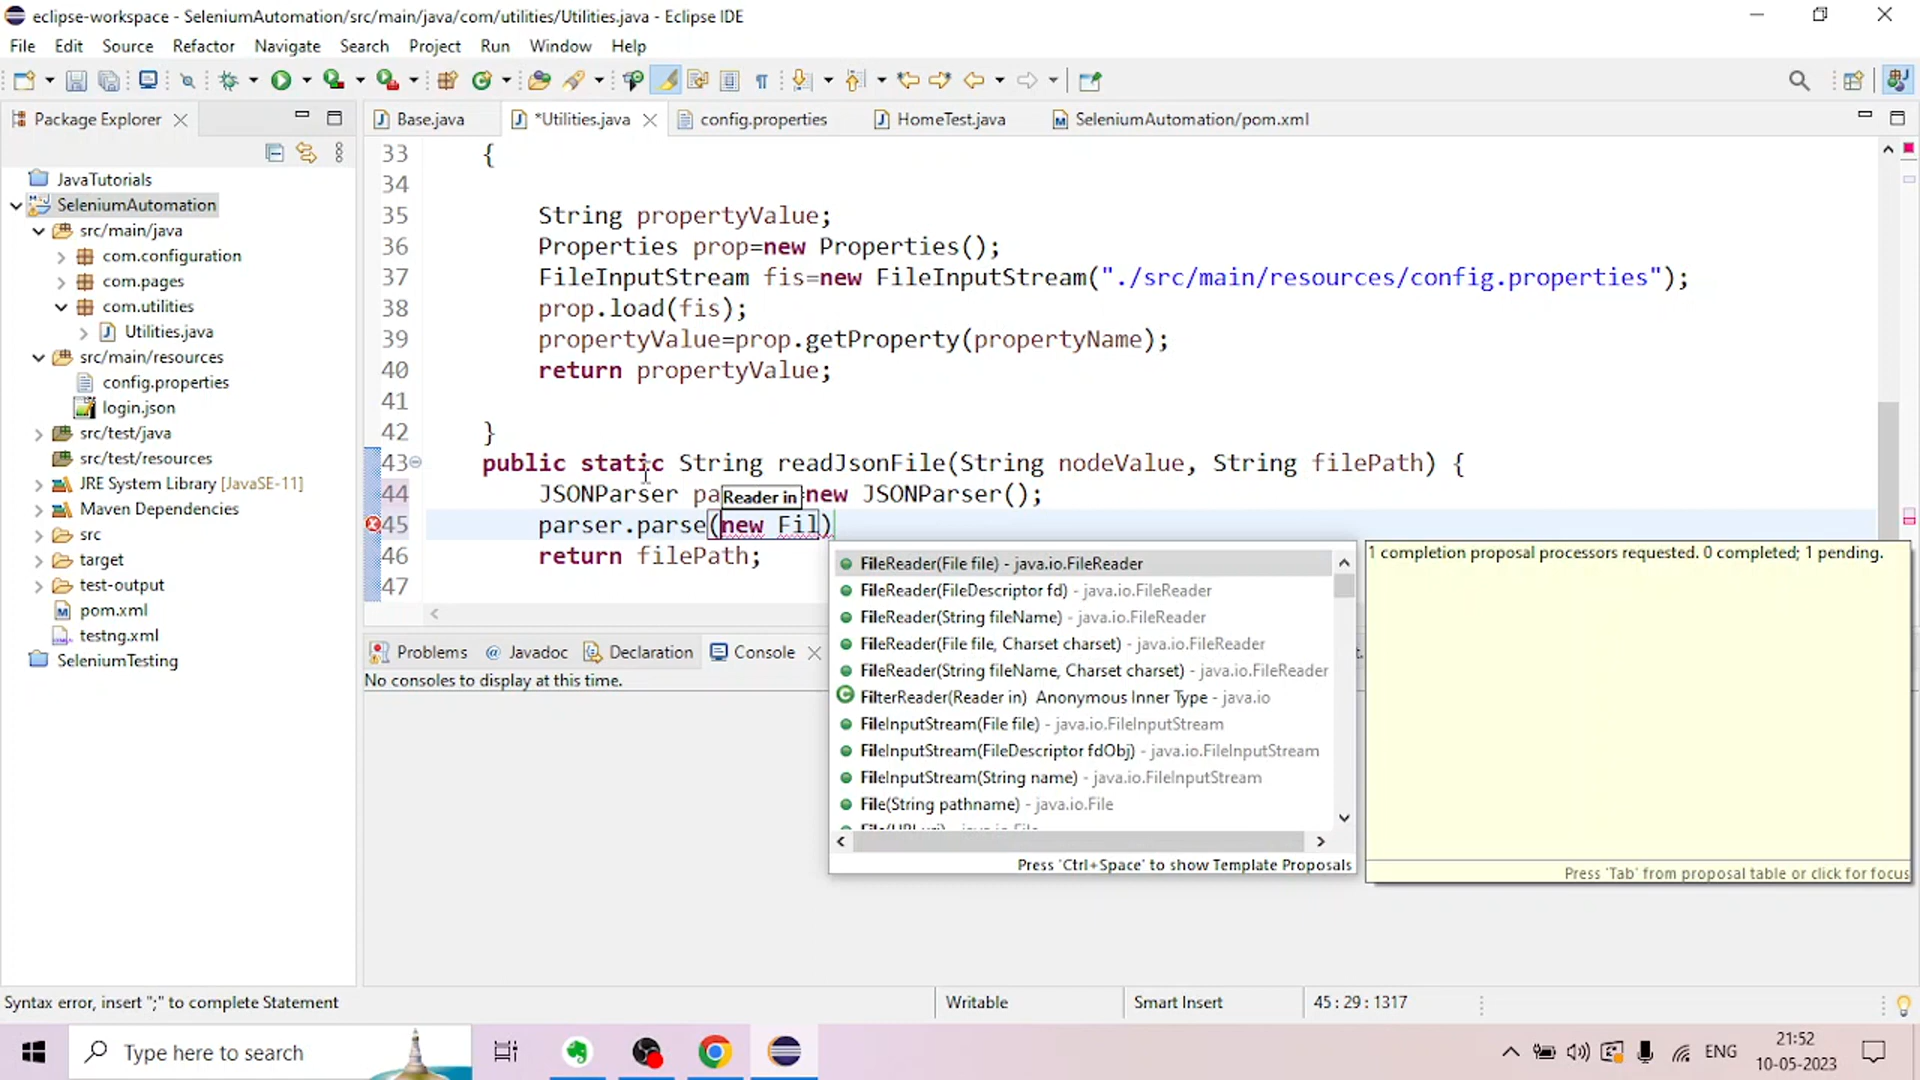 eclipse-workspace - SeleniumAutomation/src/main/java/com/utilities/Utilities.java - Eclipse IDE
File Edit Source Refactor Navigate Search Project Run Window Help
Package Explorer
Base.java
*Utilities.java
config.properties
HomeTest.java
SeleniumAutomation/pom.xml
JavaTutorials
SeleniumAutomation
src/main/java
com.configuration
com.pages
com.utilities
Utilities.java
src/main/resources
config.properties
login.json
src/test/java
src/test/resources
JRE System Library [JavaSE-11]
Maven Dependencies
src
target
test-output
pom.xml
testng.xml
SeleniumTesting
33 {
34
35 String propertyValue;
36 Properties prop=new Properties();
37 FileInputStream fis=new FileInputStream("./src/main/resources/config.properties");
38 prop.load(fis);
39 propertyValue=prop.getProperty(propertyName);
40 return propertyValue;
41
42 }
43 public static String readJsonFile(String nodeValue, String filePath) {
44 JSONParser pa =new JSONParser();
Reader in
45 parser.parse(new Fil)
46 return filePath;
47
FileReader(File file) - java.io.FileReader
FileReader(FileDescriptor fd) - java.io.FileReader
FileReader(String fileName) - java.io.FileReader
FileReader(File file, Charset charset) - java.io.FileReader
FileReader(String fileName, Charset charset) - java.io.FileReader
FilterReader(Reader in) Anonymous Inner Type - java.io
FileInputStream(File file) - java.io.FileInputStream
FileInputStream(FileDescriptor fdObj) - java.io.FileInputStream
FileInputStream(String name) - java.io.FileInputStream
File(String pathname) - java.io.File
Press 'Ctrl+Space' to show Template Proposals
1 completion proposal processors requested. 0 completed; 1 pending.
Press 'Tab' from proposal table or click for focus
Problems
@ Javadoc
Declaration
Console
No consoles to display at this time.
Syntax error, insert ";" to complete Statement
Writable
Smart Insert
45 : 29 : 1317
Type here to search
ENG
21:52
10-05-2023